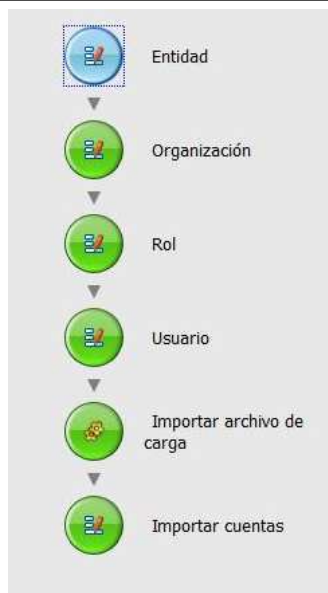 Entidad
Organización
Rol
Usuario
Importar archivo de
carga
Importar cuentas